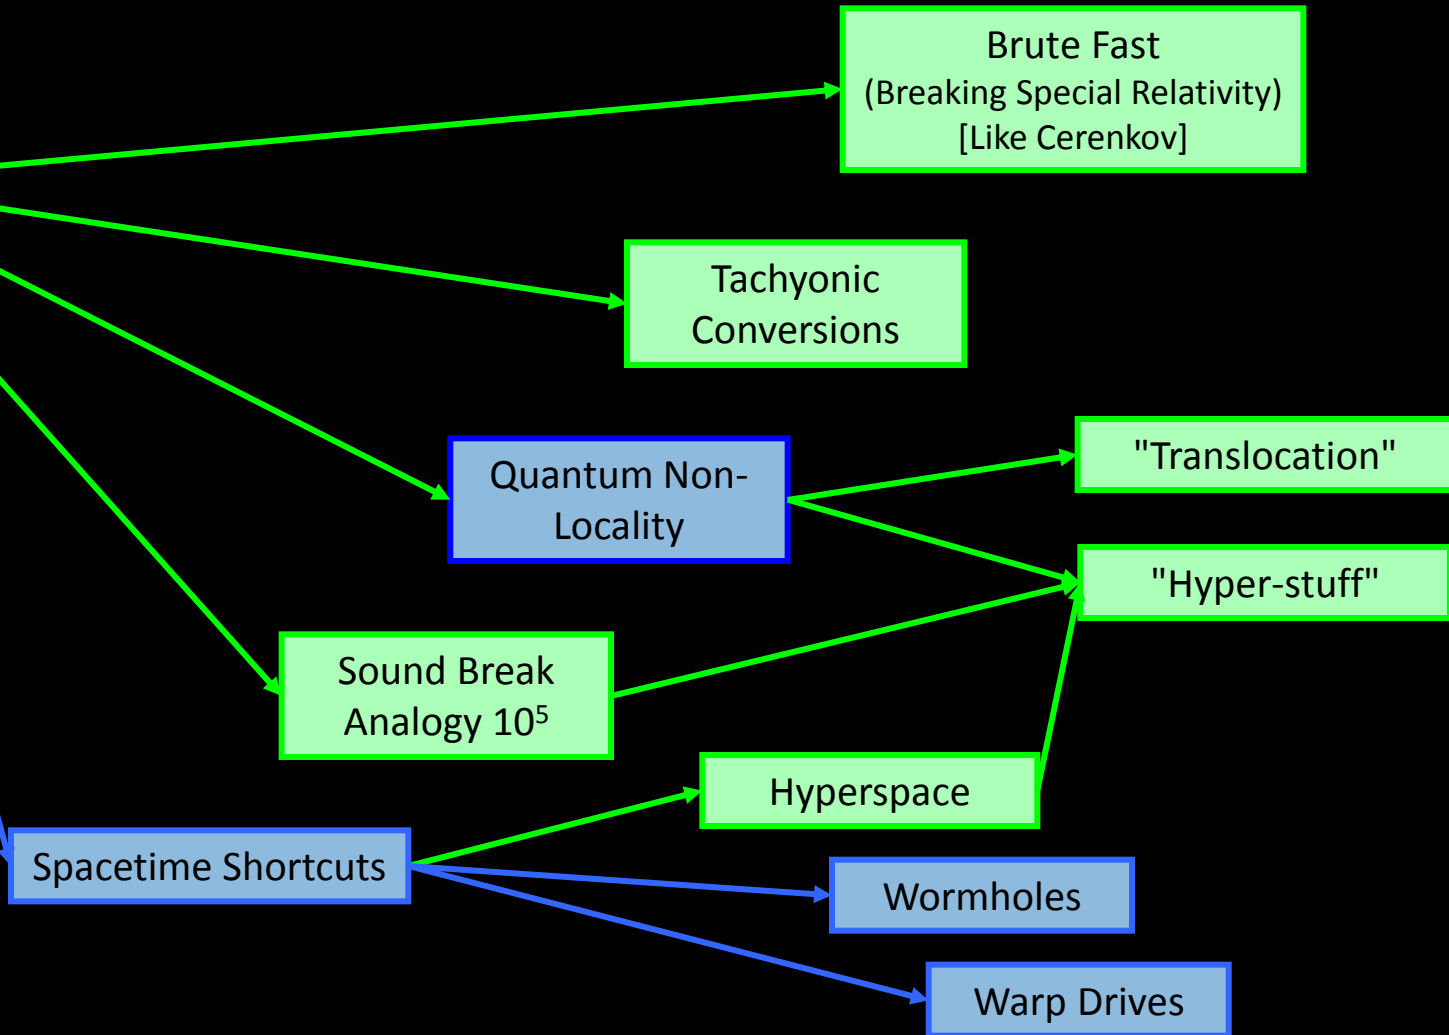 Brute Fast
(Breaking Special Relativity)
[Like Cerenkov]
Tachyonic
Conversions
Quantum Non-
Locality
"Translocation"
"Hyper-stuff"
Sound Break
Analogy 10⁵
Hyperspace
Spacetime Shortcuts
Wormholes
Warp Drives